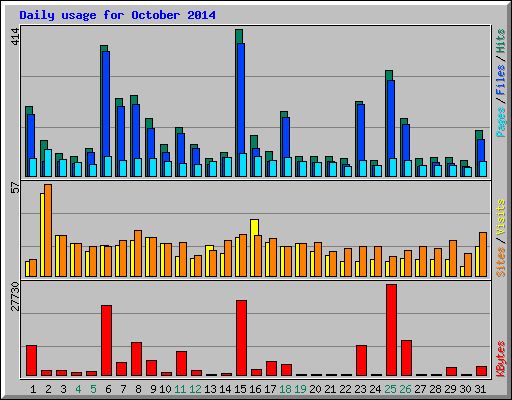 Daily usage for October 2014
414
Pages / Files / Hits
57
Sites / Visits
27730
KBytes
1 2 3 4 5 6 7 8 9 10 11 12 13 14 15 16 17 18 19 20 21 22 23 24 25 26 27 28 29 30 31